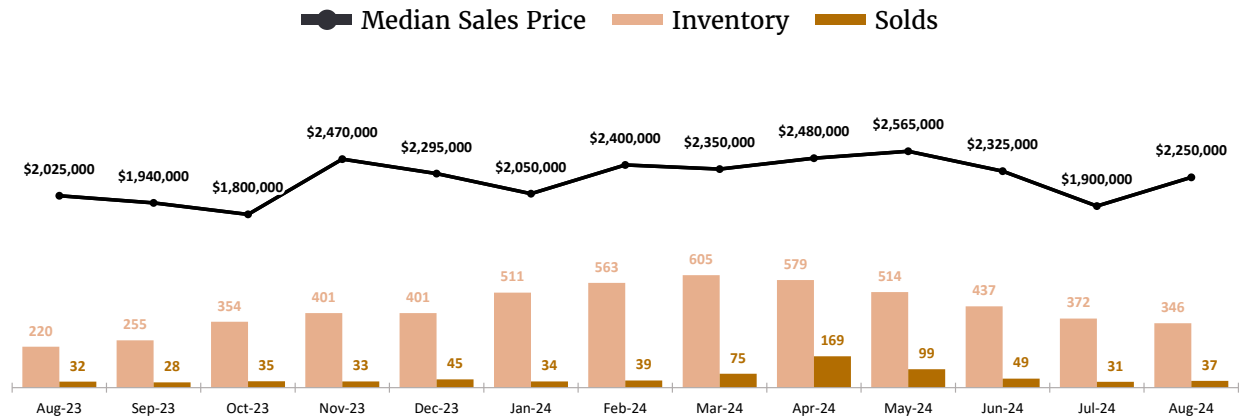 Median Sales Price Inventory Solds
$2,025,000 $1,940,000 $1,800,000 $2,470,000 $2,295,000 $2,050,000 $2,400,000 $2,350,000 $2,480,000 $2,565,000 $2,325,000 $1,900,000 $2,250,000
220 255 354 401 401 511 563 605 579 514 437 372 346
32 28 35 33 45 34 39 75 169 99 49 31 37
Aug-23 Sep-23 Oct-23 Nov-23 Dec-23 Jan-24 Feb-24 Mar-24 Apr-24 May-24 Jun-24 Jul-24 Aug-24